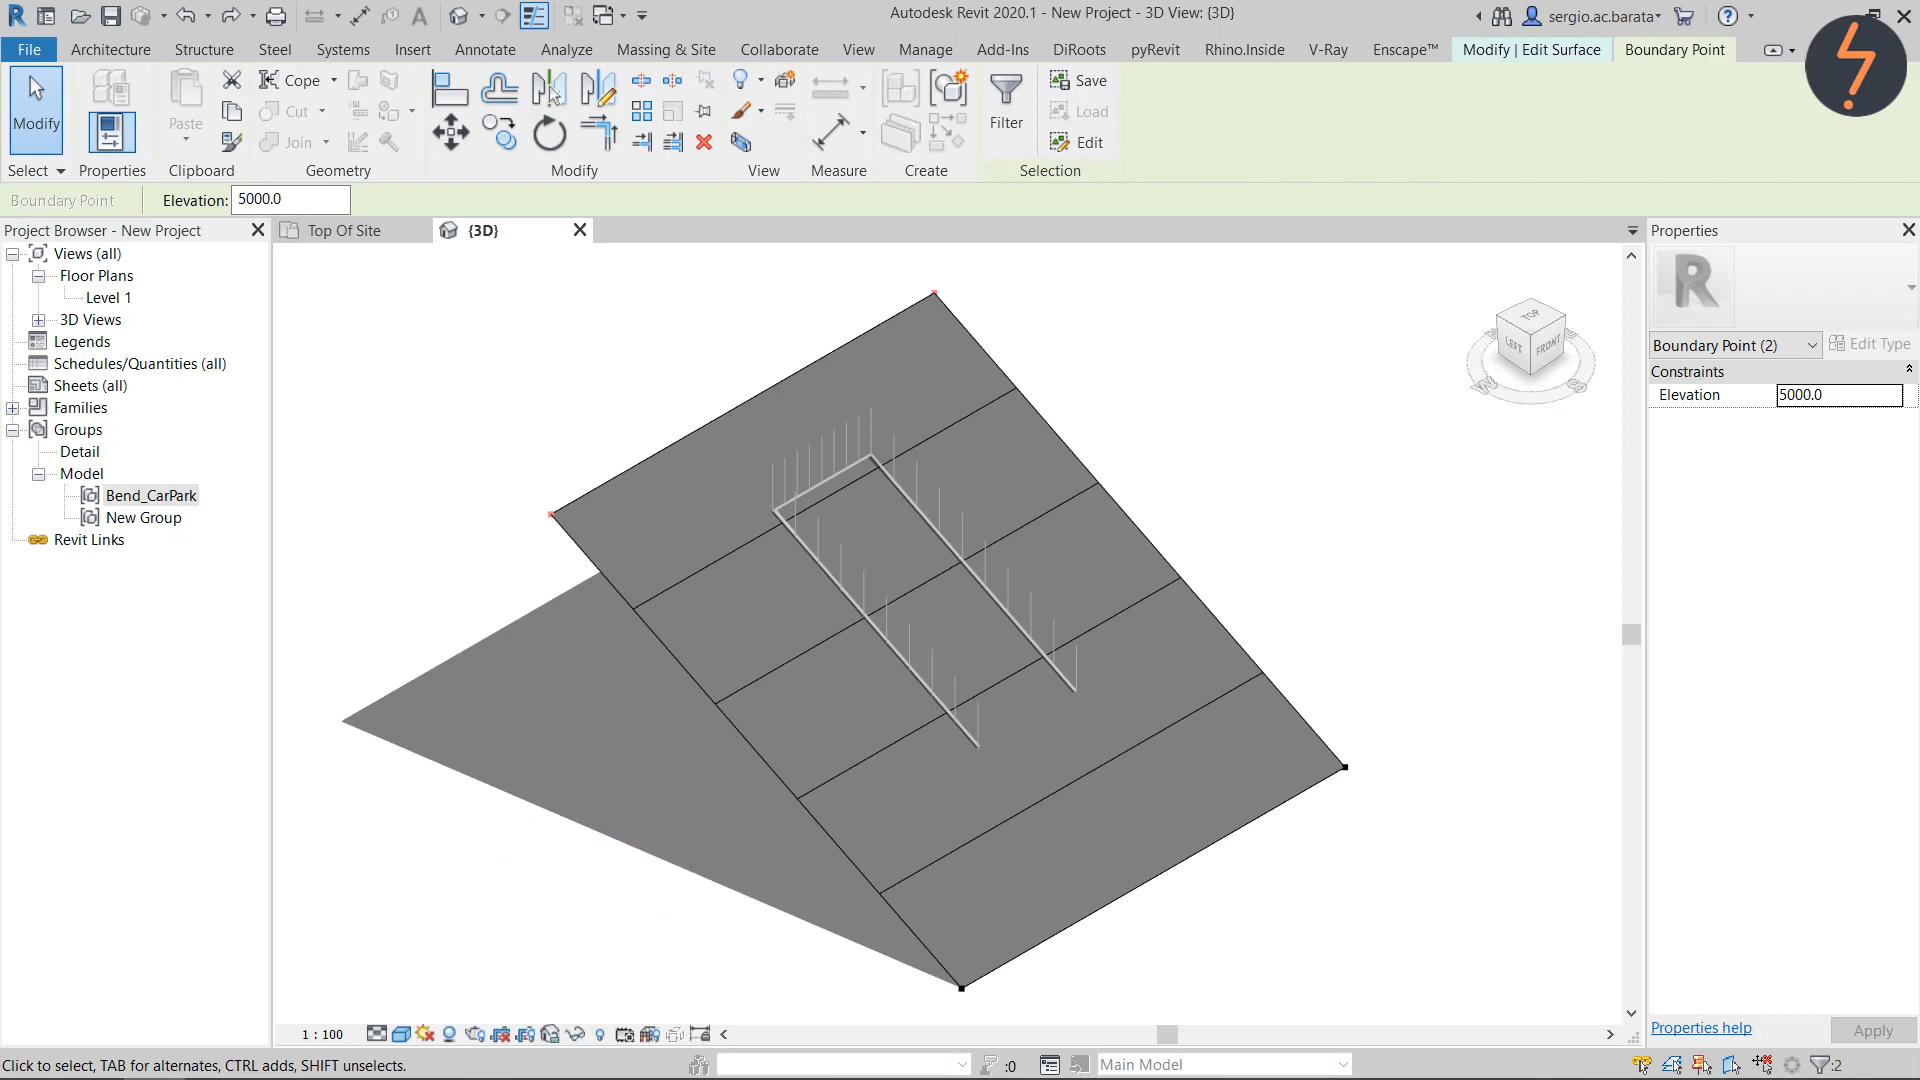 Autodesk Revit 2020.1 - New Project - 3D View: {3D}
sergio.ac.barata
File
Architecture
Structure
Steel
Systems
Insert
Annotate
Analyze
Massing & Site
Collaborate
View
Manage
Add-Ins
DiRoots
pyRevit
Rhino.Inside
V-Ray
Enscape™
Modify | Edit Surface
Boundary Point
Modify
Paste
Cope
Cut
Join
Filter
Save
Load
Edit
Select
Properties
Clipboard
Geometry
Modify
View
Measure
Create
Selection
Boundary Point
Elevation:
5000.0
Project Browser - New Project
Top Of Site
{3D}
Properties
Views (all)
Floor Plans
Level 1
3D Views
Legends
Schedules/Quantities (all)
Sheets (all)
Families
Groups
Detail
Model
Bend_CarPark
New Group
Revit Links
TOP
LEFT
FRONT
W
S
R
Boundary Point (2)
Edit Type
Constraints
Elevation
5000.0
1 : 100
Properties help
Apply
Click to select, TAB for alternates, CTRL adds, SHIFT unselects.
:0
Main Model
:2